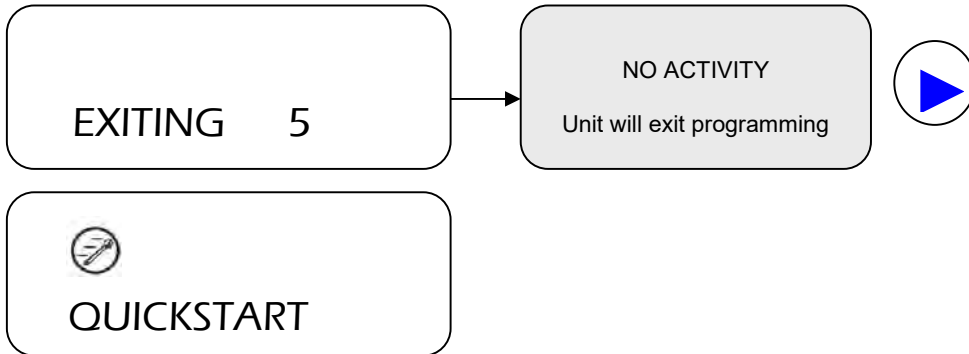 EXITING 5
NO ACTIVITY
Unit will exit programming
QUICKSTART